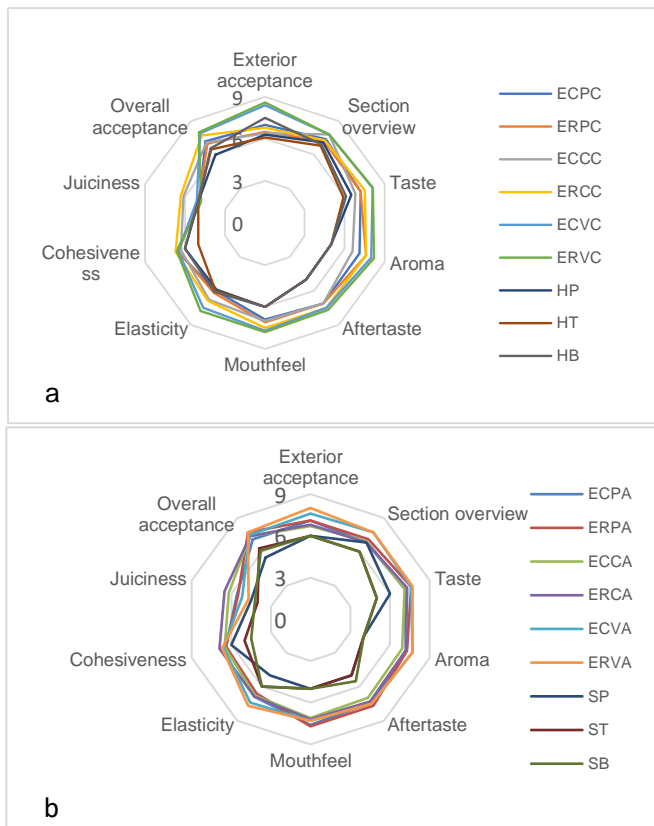 Exterior
acceptance
9
Overall
acceptance
Section
overview
6
Juiciness
3
Taste
0
Cohesivene
ss
Aroma
Elasticity
Aftertaste
Mouthfeel
ECPC
ERPC
ECCC
ERCC
ECVC
ERVC
HP
HT
HB
a
Exterior
acceptance
9
Overall
acceptance
Section overview
6
Juiciness
3
Taste
0
Cohesiveness
Aroma
Elasticity
Aftertaste
Mouthfeel
ECPA
ERPA
ECCA
ERCA
ECVA
ERVA
SP
ST
SB
b